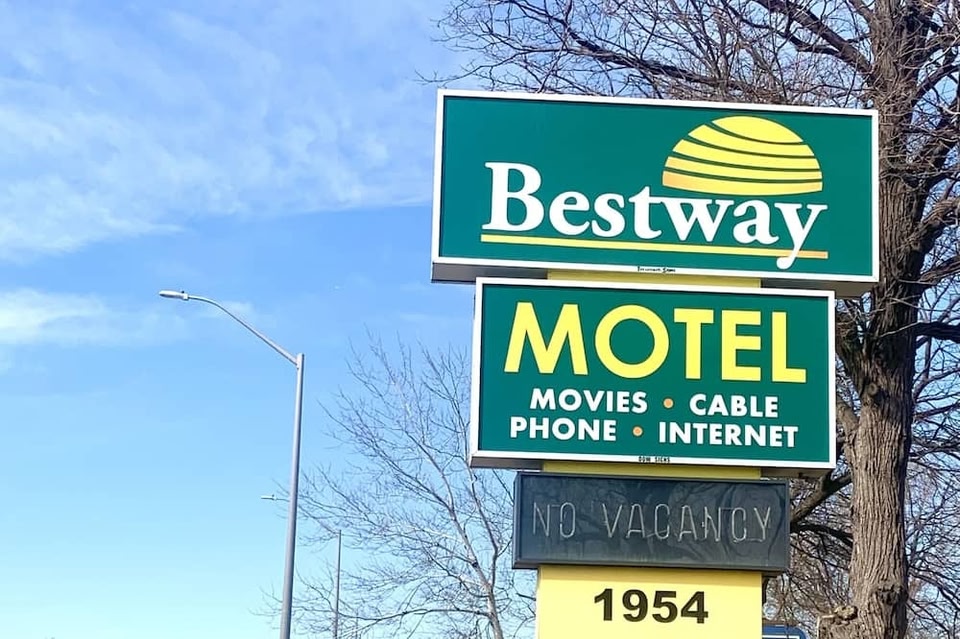 Bestway
MOTEL
MOVIES • CABLE
PHONE • INTERNET
NO VACANCY
1954